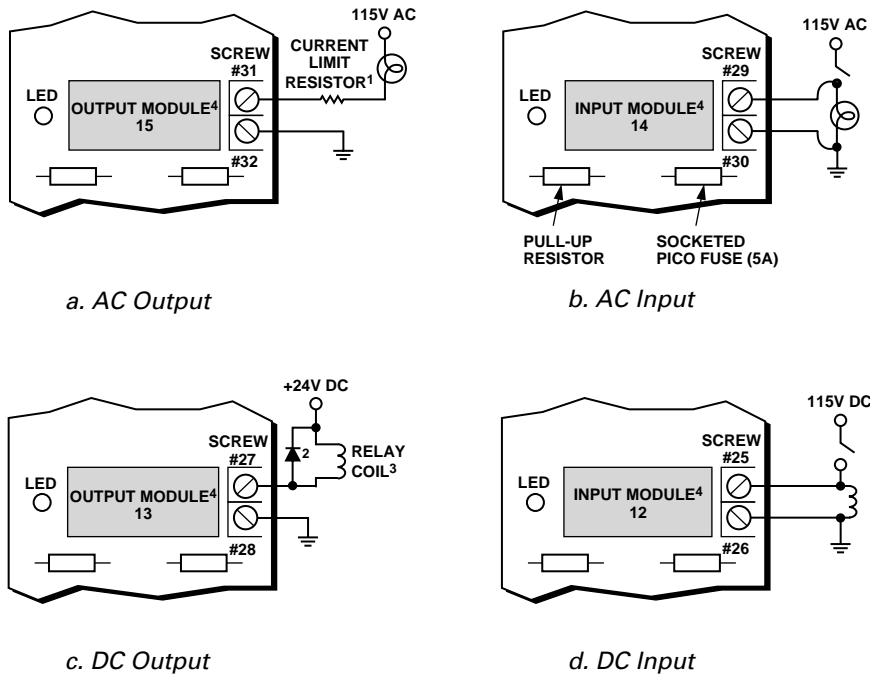 115V AC
SCREW
#31
CURRENT
LIMIT
RESISTOR1
LED
OUTPUT MODULE4
15
#32
a. AC Output
115V AC
SCREW
#29
LED
INPUT MODULE4
14
#30
PULL-UP
RESISTOR
SOCKETED
PICO FUSE (5A)
b. AC Input
+24V DC
SCREW
#27
2
RELAY
COIL3
LED
OUTPUT MODULE4
13
#28
c. DC Output
115V DC
SCREW
#25
LED
INPUT MODULE4
12
#26
d. DC Input